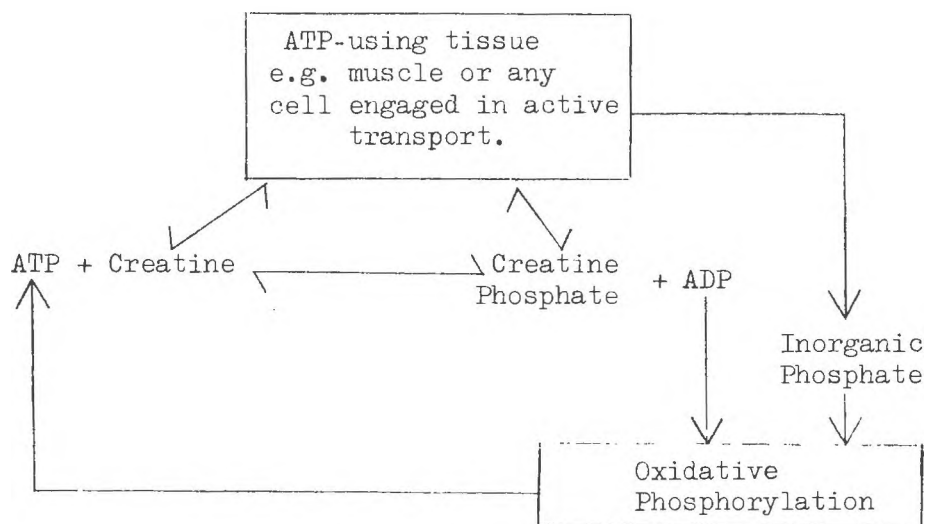 ATP-using tissue
e.g. muscle or any
cell engaged in active
transport.
ATP + Creatine
Creatine
Phosphate
+ ADP
Inorganic
Phosphate
Oxidative
Phosphorylation